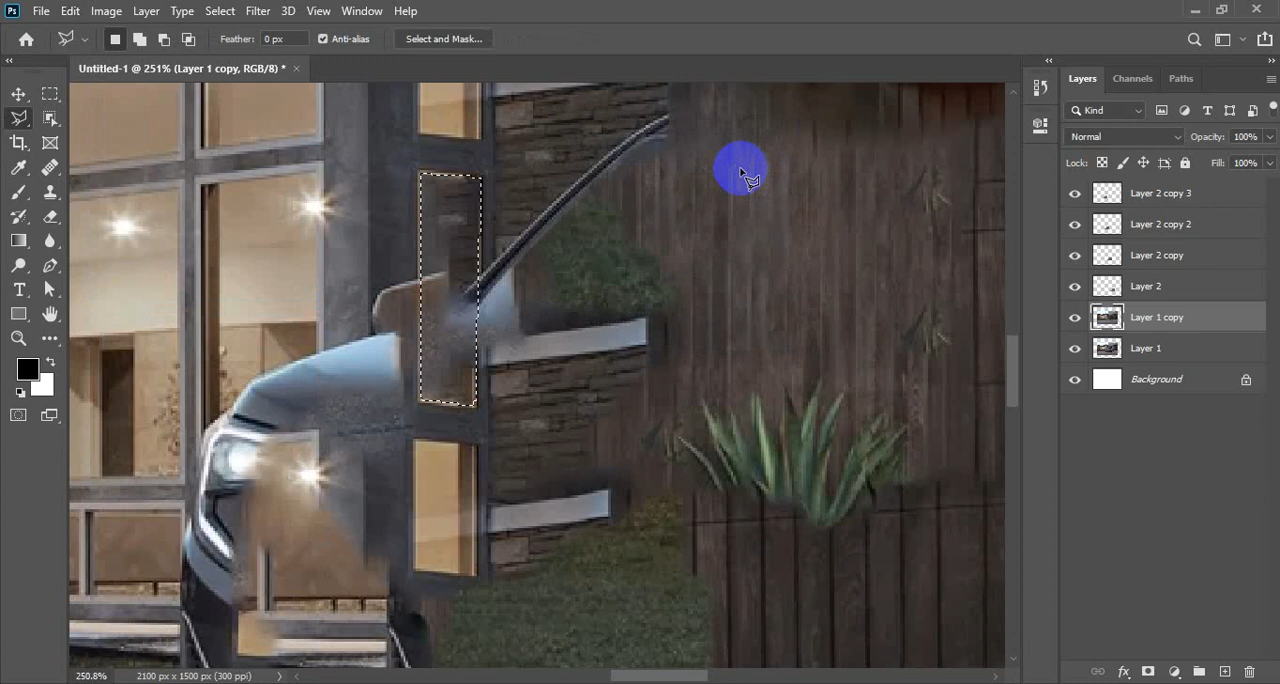 Ps File Edit Image Layer Type Select Filter 3D View Window Help
Feather: 0 px Anti-alias Select and Mask...
Untitled-1 @ 251% (Layer 1 copy, RGB/8) * ×
Layers Channels Paths
Kind
Normal Opacity: 100%
Lock: Fill: 100%
Layer 2 copy 3
Layer 2 copy 2
Layer 2 copy
Layer 2
Layer 1 copy
Layer 1
Background
250.8% 2100 px x 1500 px (300 ppi)